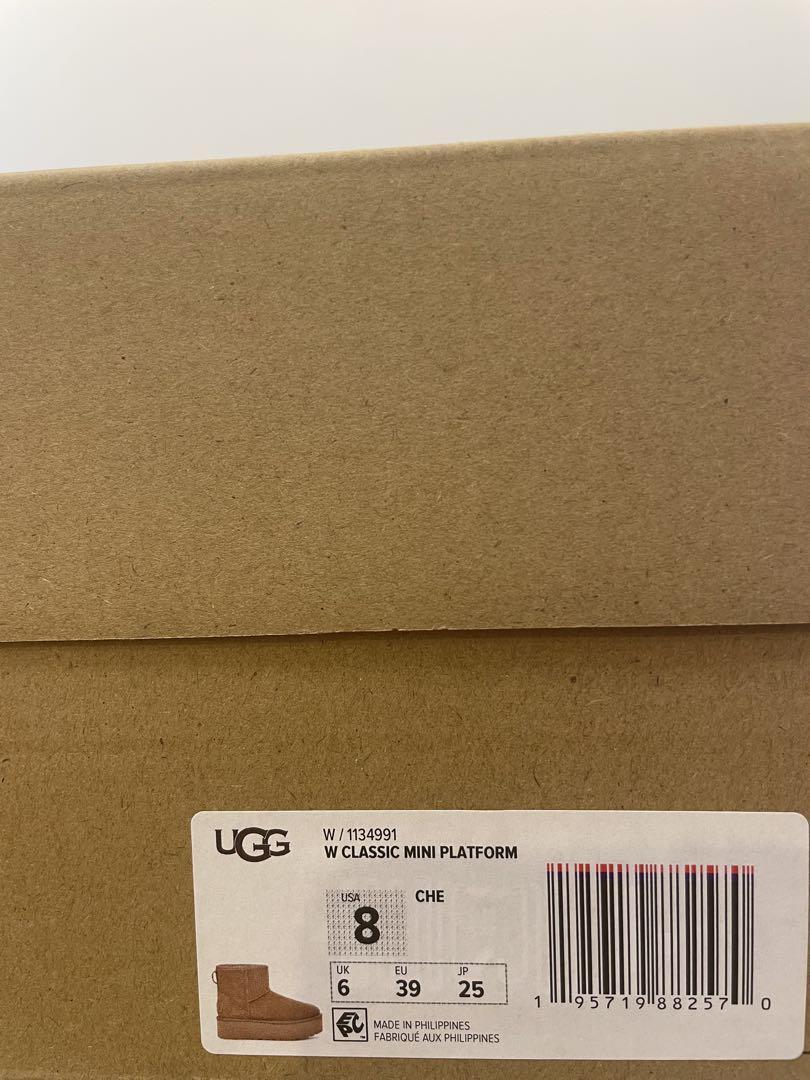 UGG
W / 1134991
W CLASSIC MINI PLATFORM
USA
8
CHE
UK EU JP
6 39 25
EPC
MADE IN PHILIPPINES
FABRIQUÉ AUX PHILIPPINES
1 95719 88257 0